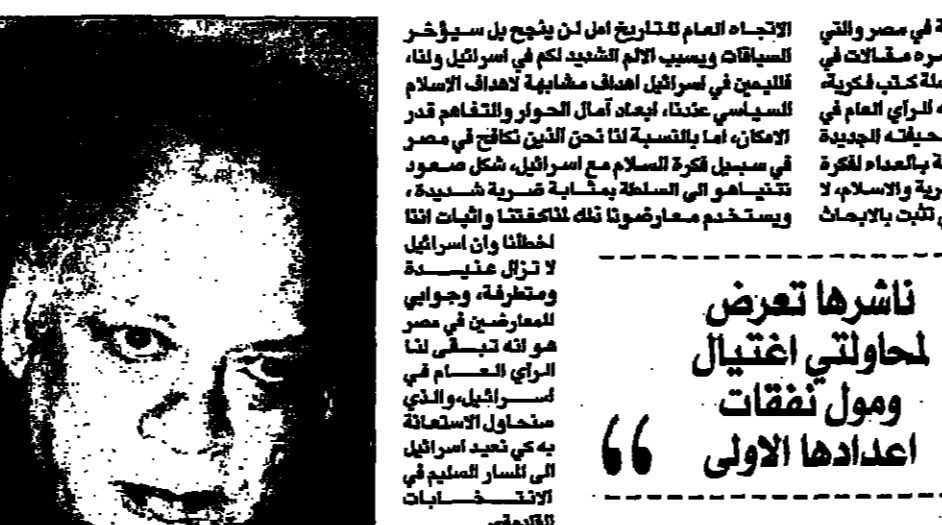 ة في مصر والتي
سره مقالات في
ملة كتب فكرية،
ه للرأي العام في
حيفته الجديدة
ة بالعداء لفكرة
رية والاسلام، لا
ي تثبت بالابحاث
ناشرها تعرض
لمحاولتي اغتيال
ومول نفقات
اعدادها الاولى
الاتجاه العام للتاريخ امل لن ينجح بل سيؤخر
السياقات ويسبب الالم الشديد لكم في اسرائيل ولنا،
فلليمين في اسرائيل اهداف مشابهة لاهداف الاسلام
السياسي عندنا، ابعاد آمال الحوار والتفاهم قدر
الامكان، اما بالنسبة لنا نحن الذين نكافح في مصر
في سبيل فكرة السلام مع اسرائيل، شكل صعود
نتنياهو الى السلطة بمثابة ضربة شديدة،
ويستخدم معارضونا ذلك لمناكفتنا واثبات اننا
اخطأنا وان اسرائيل
لا تزال عنيدة
ومتطرفة، وجوابي
للمعارضين في مصر
هو انه تبقى لنا
الرأي العام في
اسرائيل، والذي
سنحاول الاستعانة
به كي نعيد اسرائيل
الى المسار السليم في
الانتخابات
القادمة.